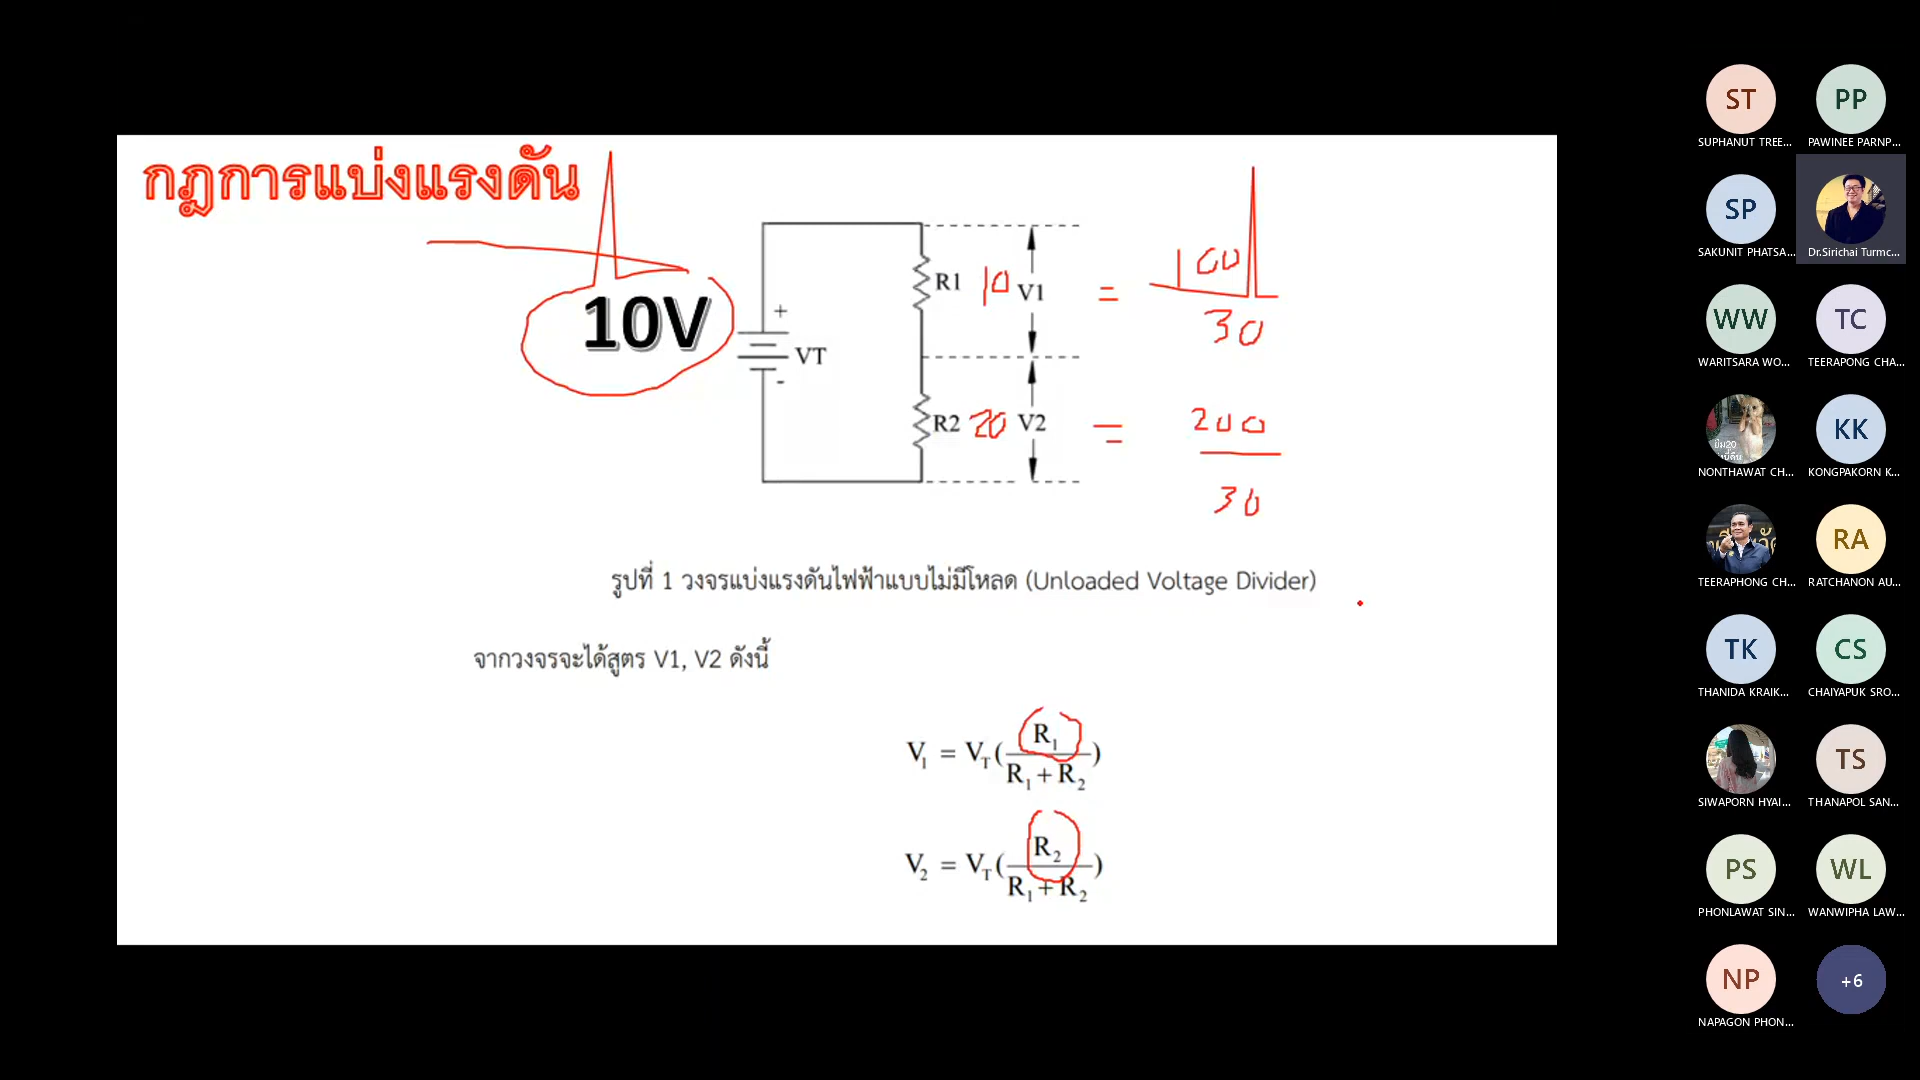 กฎการแบ่งแรงดัน
10V
+
VT
-
R1 10 V1 = 100
30
R2 20 V2 = 200
30
รูปที่ 1 วงจรแบ่งแรงดันไฟฟ้าแบบไม่มีโหลด (Unloaded Voltage Divider)
จากวงจรจะได้สูตร V1, V2 ดังนี้
V₁ = V_T(R₁ / R₁ + R₂)
V₂ = V_T(R₂ / R₁ + R₂)
ST PP
SUPHANUT TREE... PAWINEE PARNP...
SP
SAKUNIT PHATSA... Dr.Sirichai Turmc...
WW TC
WARITSARA WO... TEERAPONG CHA...
KK
NONTHAWAT CH... KONGPAKORN K...
RA
TEERAPHONG CH... RATCHANON AU...
TK CS
THANIDA KRAIK... CHAIYAPUK SRO...
TS
SIWAPORN HYAI... THANAPOL SAN...
PS WL
PHONLAWAT SIN... WANWIPHA LAW...
NP +6
NAPAGON PHON...